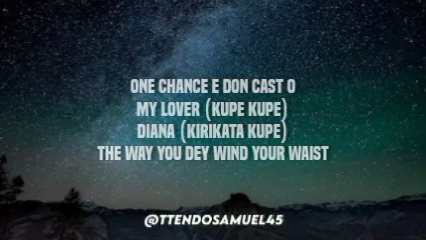 ONE CHANCE E DON CAST O
MY LOVER (KUPE KUPE)
DIANA (KIRIKATA KUPE)
THE WAY YOU DEY WIND YOUR WAIST
@TTENDOSAMUEL45